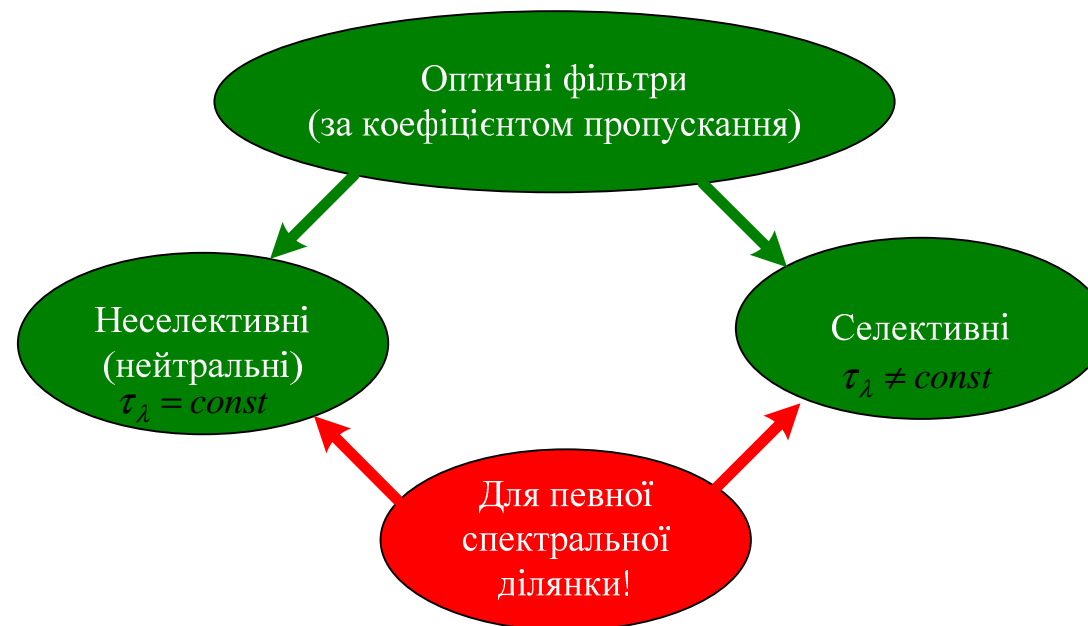 Оптичні фільтри
(за коефіцієнтом пропускання)
Неселективні
(нейтральні)
τλ = const
Селективні
τλ ≠ const
Для певної
спектральної
ділянки!